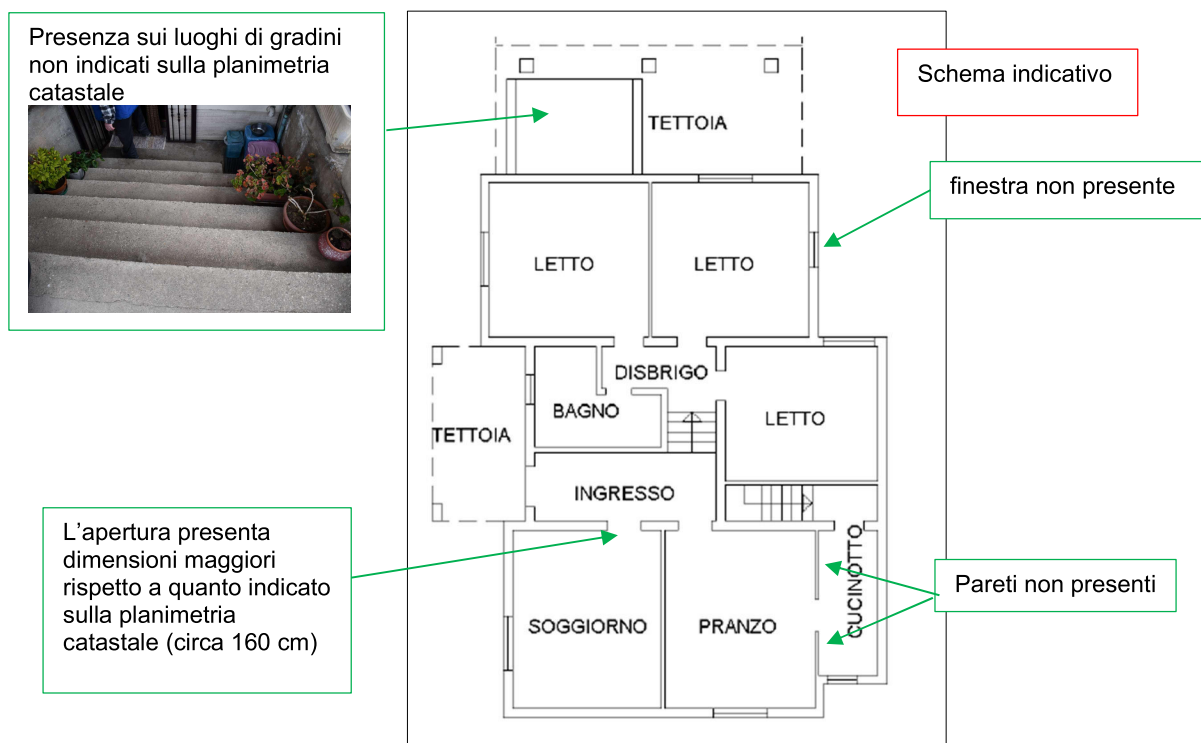 Presenza sui luoghi di gradini
non indicati sulla planimetria
catastale
Schema indicativo
TETTOIA
finestra non presente
LETTO
LETTO
DISBRIGO
BAGNO
LETTO
TETTOIA
INGRESSO
L'apertura presenta
dimensioni maggiori
rispetto a quanto indicato
sulla planimetria
catastale (circa 160 cm)
SOGGIORNO
PRANZO
CUCINOTTO
Pareti non presenti